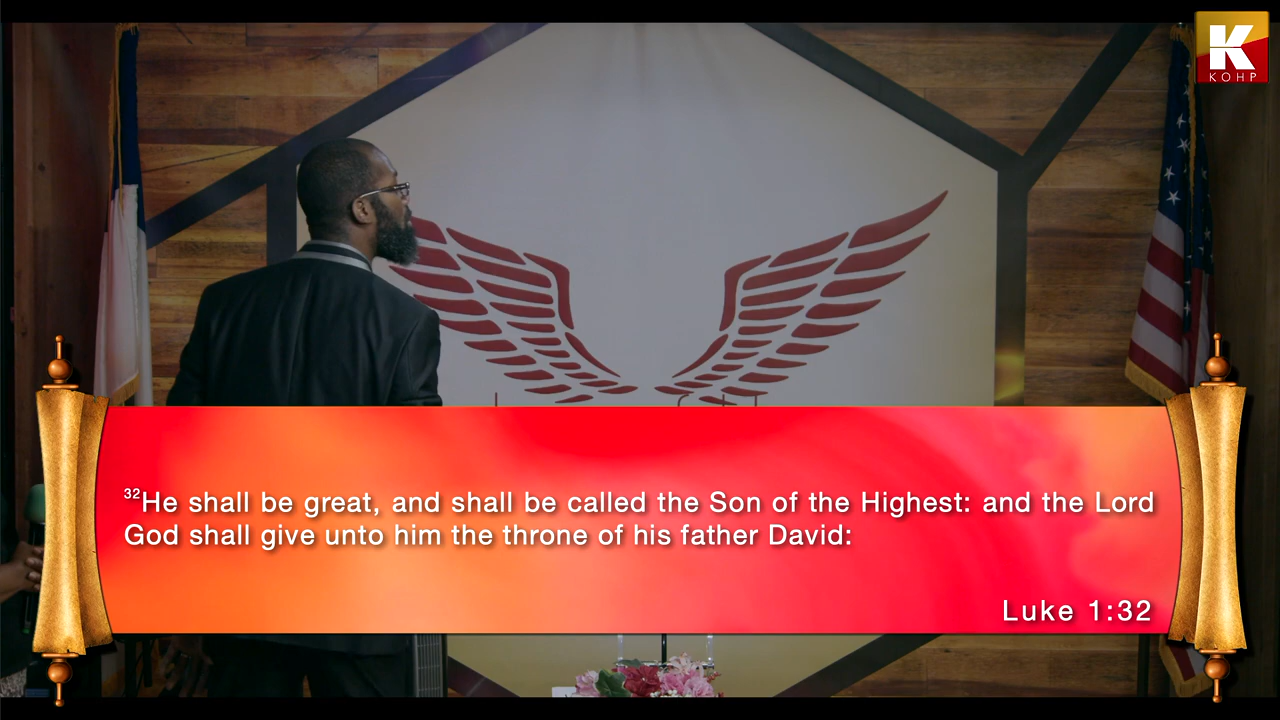 K
KOHP
³²He shall be great, and shall be called the Son of the Highest: and the Lord
God shall give unto him the throne of his father David:
Luke 1:32